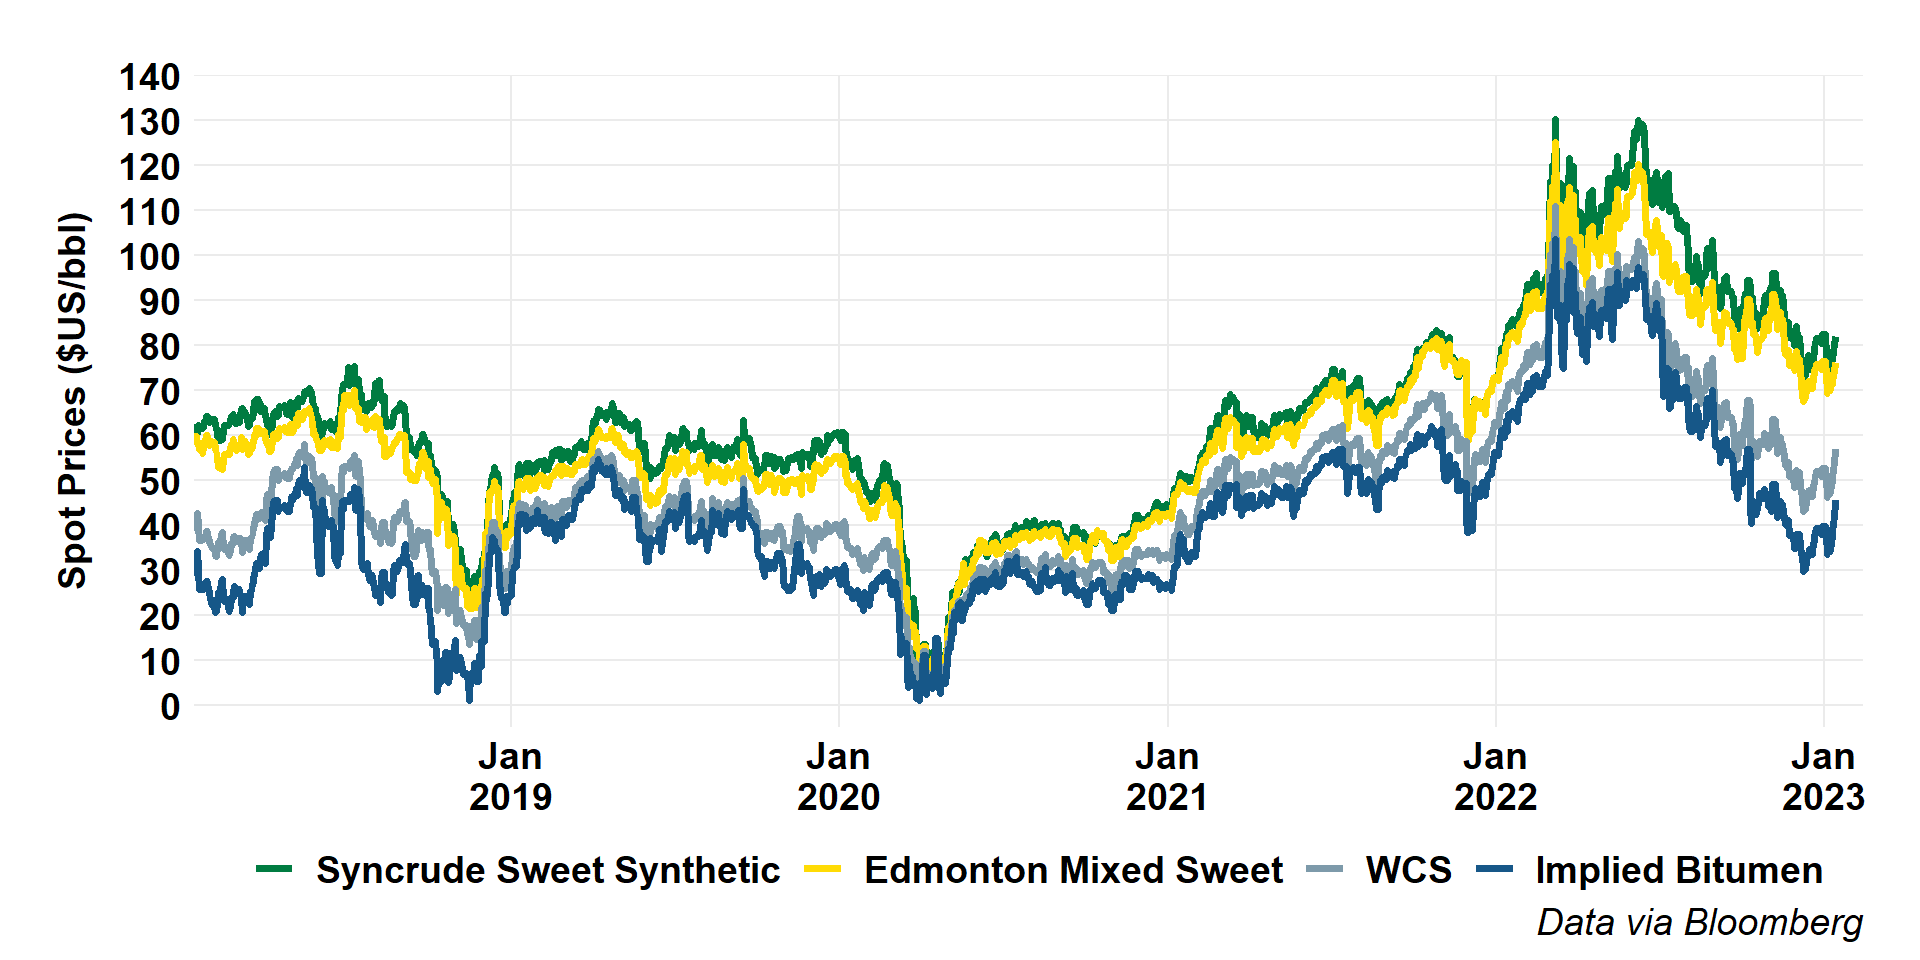 Spot Prices ($US/bbl)
140
130
120
110
100
90
80
70
60
50
40
30
20
10
0
Jan
2019
Jan
2020
Jan
2021
Jan
2022
Jan
2023
Syncrude Sweet Synthetic
Edmonton Mixed Sweet
WCS
Implied Bitumen
Data via Bloomberg